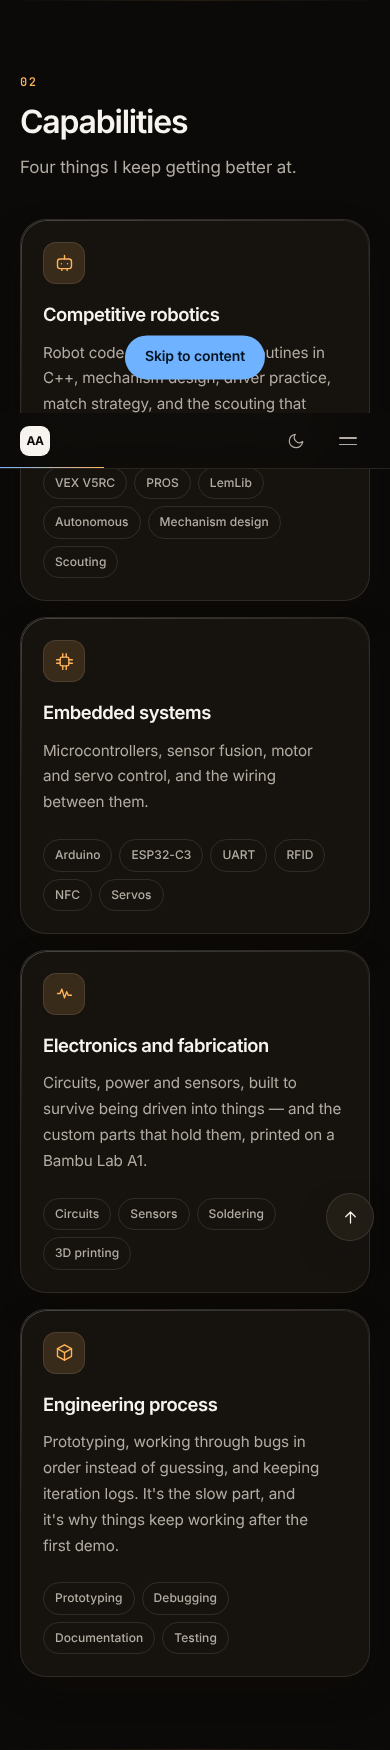 02
Capabilities
Four things I keep getting better at.
Competitive robotics
Robot code
Skip to content
utines in
C++, mechanism design, driver practice,
match strategy, and the scouting that
AA
VEX V5RC
PROS
LemLib
Autonomous
Mechanism design
Scouting
Embedded systems
Microcontrollers, sensor fusion, motor
and servo control, and the wiring
between them.
Arduino
ESP32-C3
UART
RFID
NFC
Servos
Electronics and fabrication
Circuits, power and sensors, built to
survive being driven into things — and the
custom parts that hold them, printed on a
Bambu Lab A1.
Circuits
Sensors
Soldering
3D printing
Engineering process
Prototyping, working through bugs in
order instead of guessing, and keeping
iteration logs. It's the slow part, and
it's why things keep working after the
first demo.
Prototyping
Debugging
Documentation
Testing